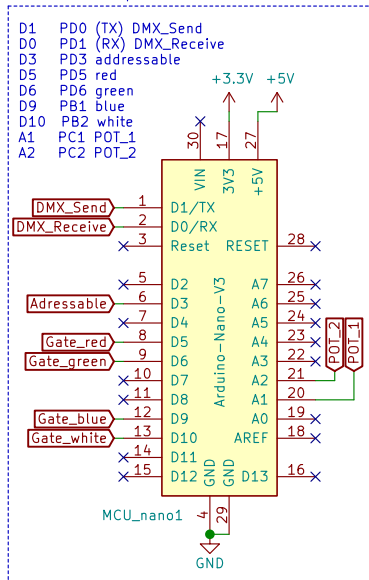 D1 PD0 (TX) DMX_Send
D0 PD1 (RX) DMX_Receive
D3 PD3 addressable
D5 PD5 red
D6 PD6 green
D9 PB1 blue
D10 PB2 white
A1 PC1 POT_1
A2 PC2 POT_2
+3.3V +5V
30 17 27
VIN 3V3 +5V
DMX_Send 1 D1/TX
DMX_Receive 2 D0/RX
3 Reset RESET 28
5 D2 A7 26
Adressable 6 D3 A6 25
7 D4 A5 24
Gate_red 8 D5 A4 23
Gate_green 9 D6 A3 22
10 D7 A2 21
11 D8 A1 20
Gate_blue 12 D9 A0 19
Gate_white 13 D10 AREF 18
14 D11
15 D12 D13 16
Arduino-Nano-V3
POT_2 POT_1
GND GND
4 29
MCU_nano1
GND